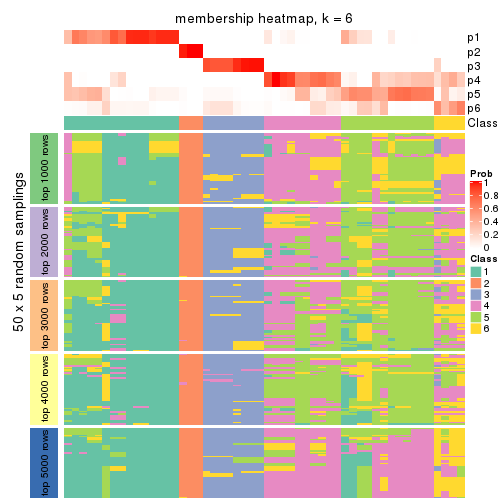 membership heatmap, k = 6
p1
p2
p3
p4
p5
p6
Class
50 x 5 random samplings
top 1000 rows
top 2000 rows
top 3000 rows
top 4000 rows
top 5000 rows
Prob
1
0.8
0.6
0.4
0.2
0
Class
1
2
3
4
5
6